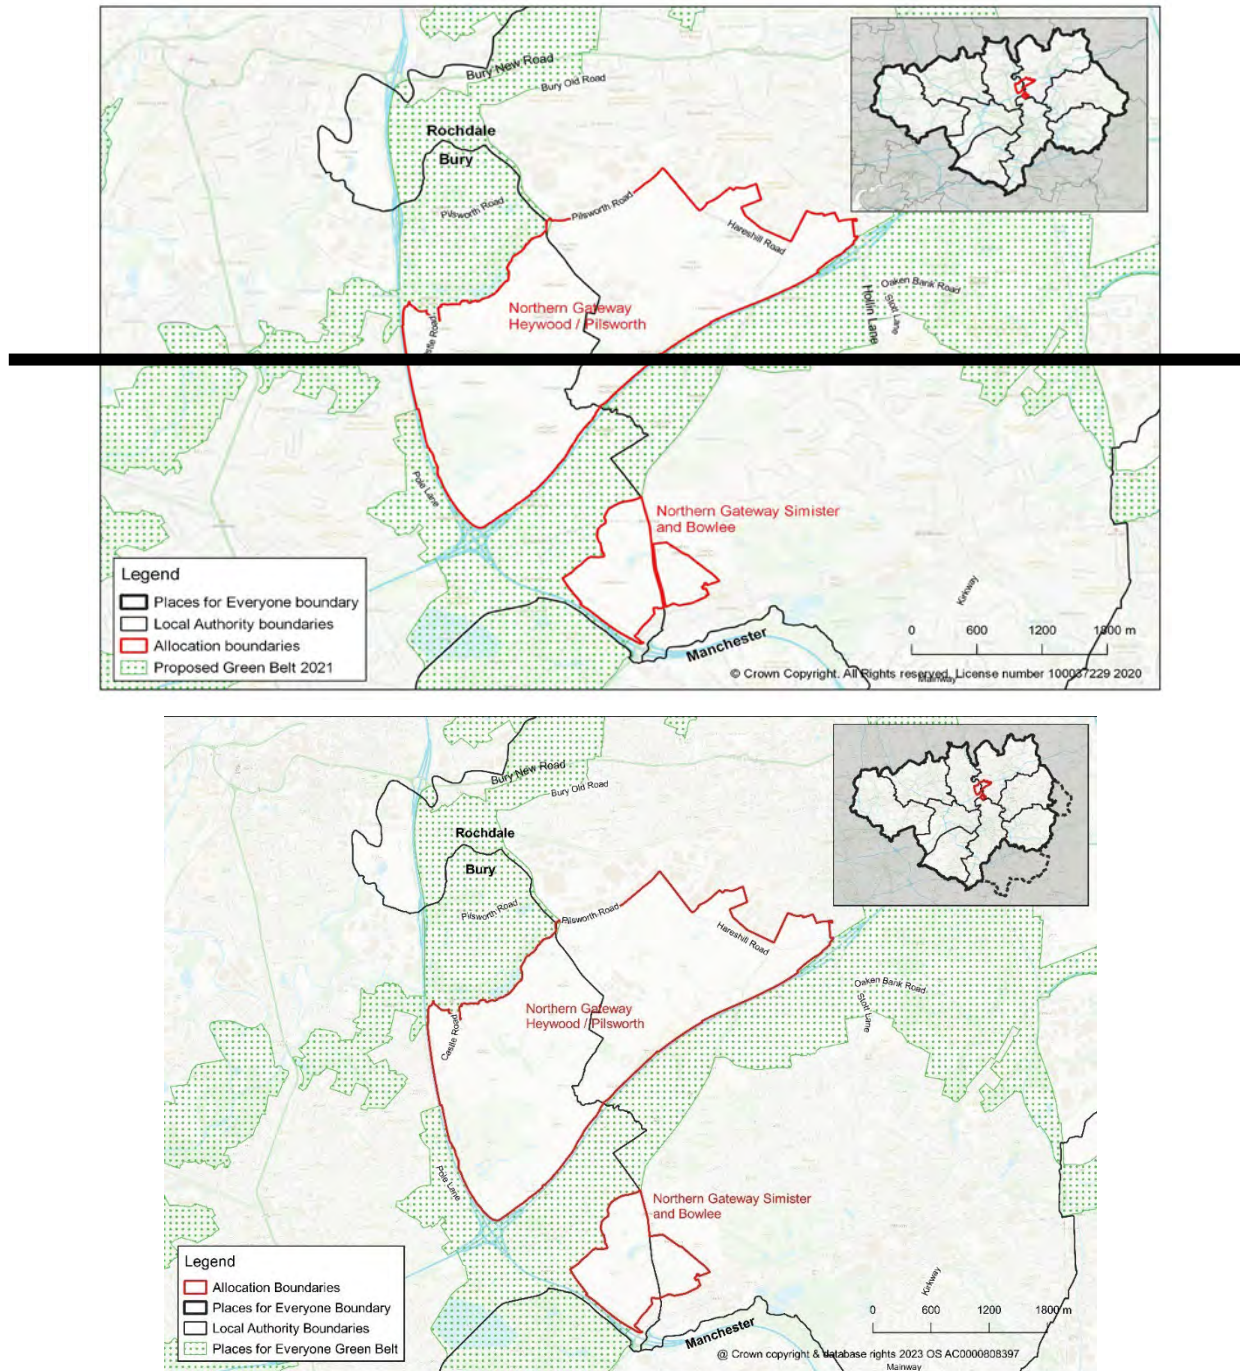 Bury New Road
Bury Old Road
Rochdale
Bury
Pilsworth Road
Pilsworth Road
Hareshill Road
Northern Gateway
Heywood / Pilsworth
Oaken Bank Road
Stott Lane
Hollin Lane
Pole Lane
Northern Gateway Simister
and Bowlee
Manchester
Kirkway
Legend
Places for Everyone boundary
Local Authority boundaries
Allocation boundaries
Proposed Green Belt 2021
0 600 1200 1800 m
© Crown Copyright. All Rights reserved. License number 100037229 2020
Mainway
Bury New Road
Bury Old Road
Rochdale
Bury
Pilsworth Road
Pilsworth Road
Hareshill Road
Northern Gateway
Heywood / Pilsworth
Castle Road
Oaken Bank Road
Stott Lane
Pole Lane
Northern Gateway Simister
and Bowlee
Manchester
Kirkway
Legend
Allocation Boundaries
Places for Everyone Boundary
Local Authority Boundaries
Places for Everyone Green Belt
0 600 1200 1800 m
@ Crown copyright & database rights 2023 OS AC0000808397
Mainway